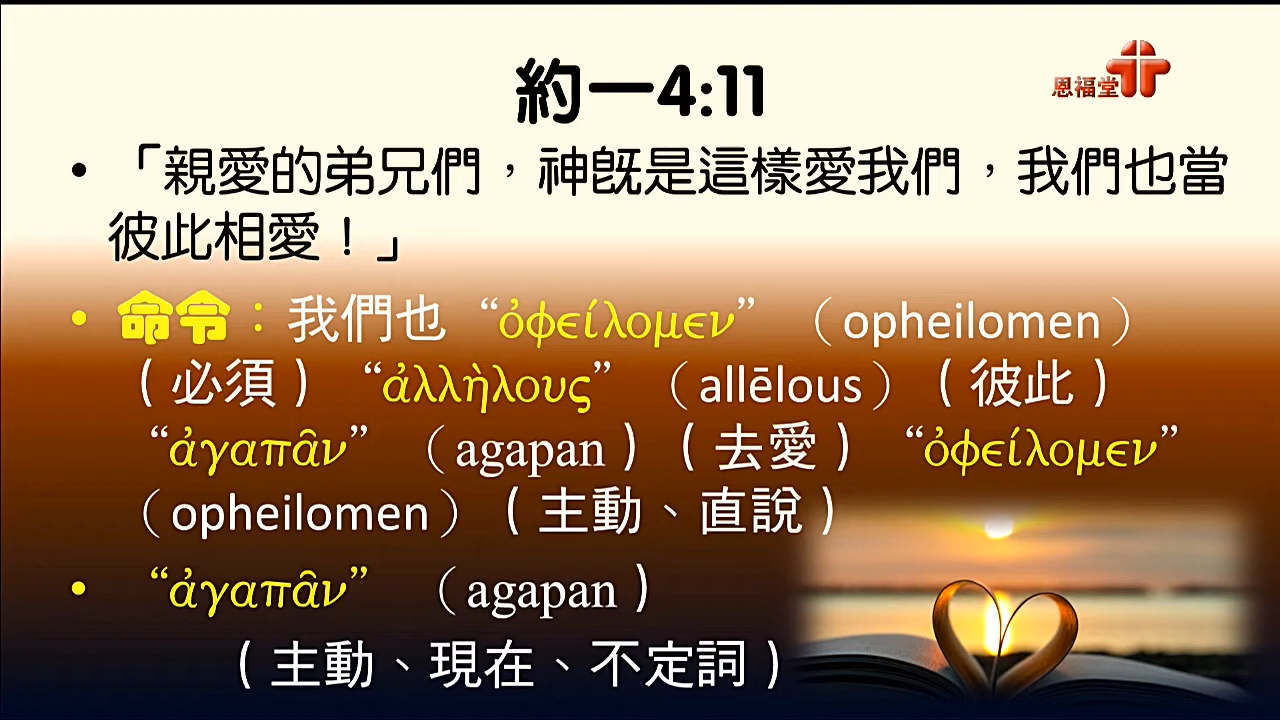 約一4:11
恩福堂
• 「親愛的弟兄們，神既是這樣愛我們，我們也當
彼此相愛！」
• 命令：我們也 “ὀφείλομεν” （opheilomen）
（必須） “ἀλλὴλους” （allēlous）（彼此）
“ἀγαπᾶν” （agapan）（去愛） “ὀφείλομεν”
（opheilomen）（主動、直說）
• “ἀγαπᾶν” （agapan）
（主動、現在、不定詞）